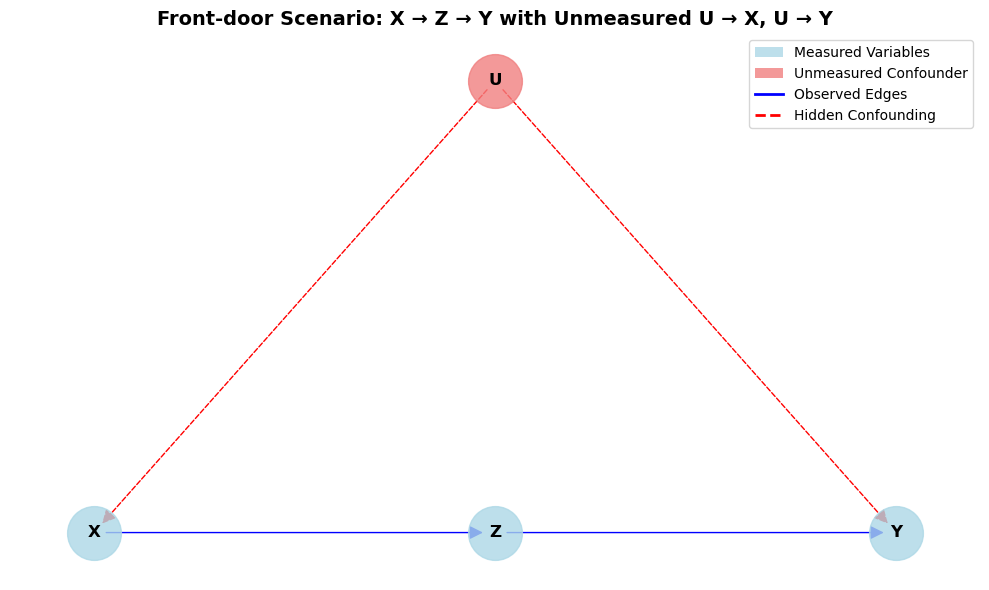 Front-door Scenario: X → Z → Y with Unmeasured U → X, U → Y
Measured Variables
Unmeasured Confounder
Observed Edges
Hidden Confounding
U
X
Z
Y